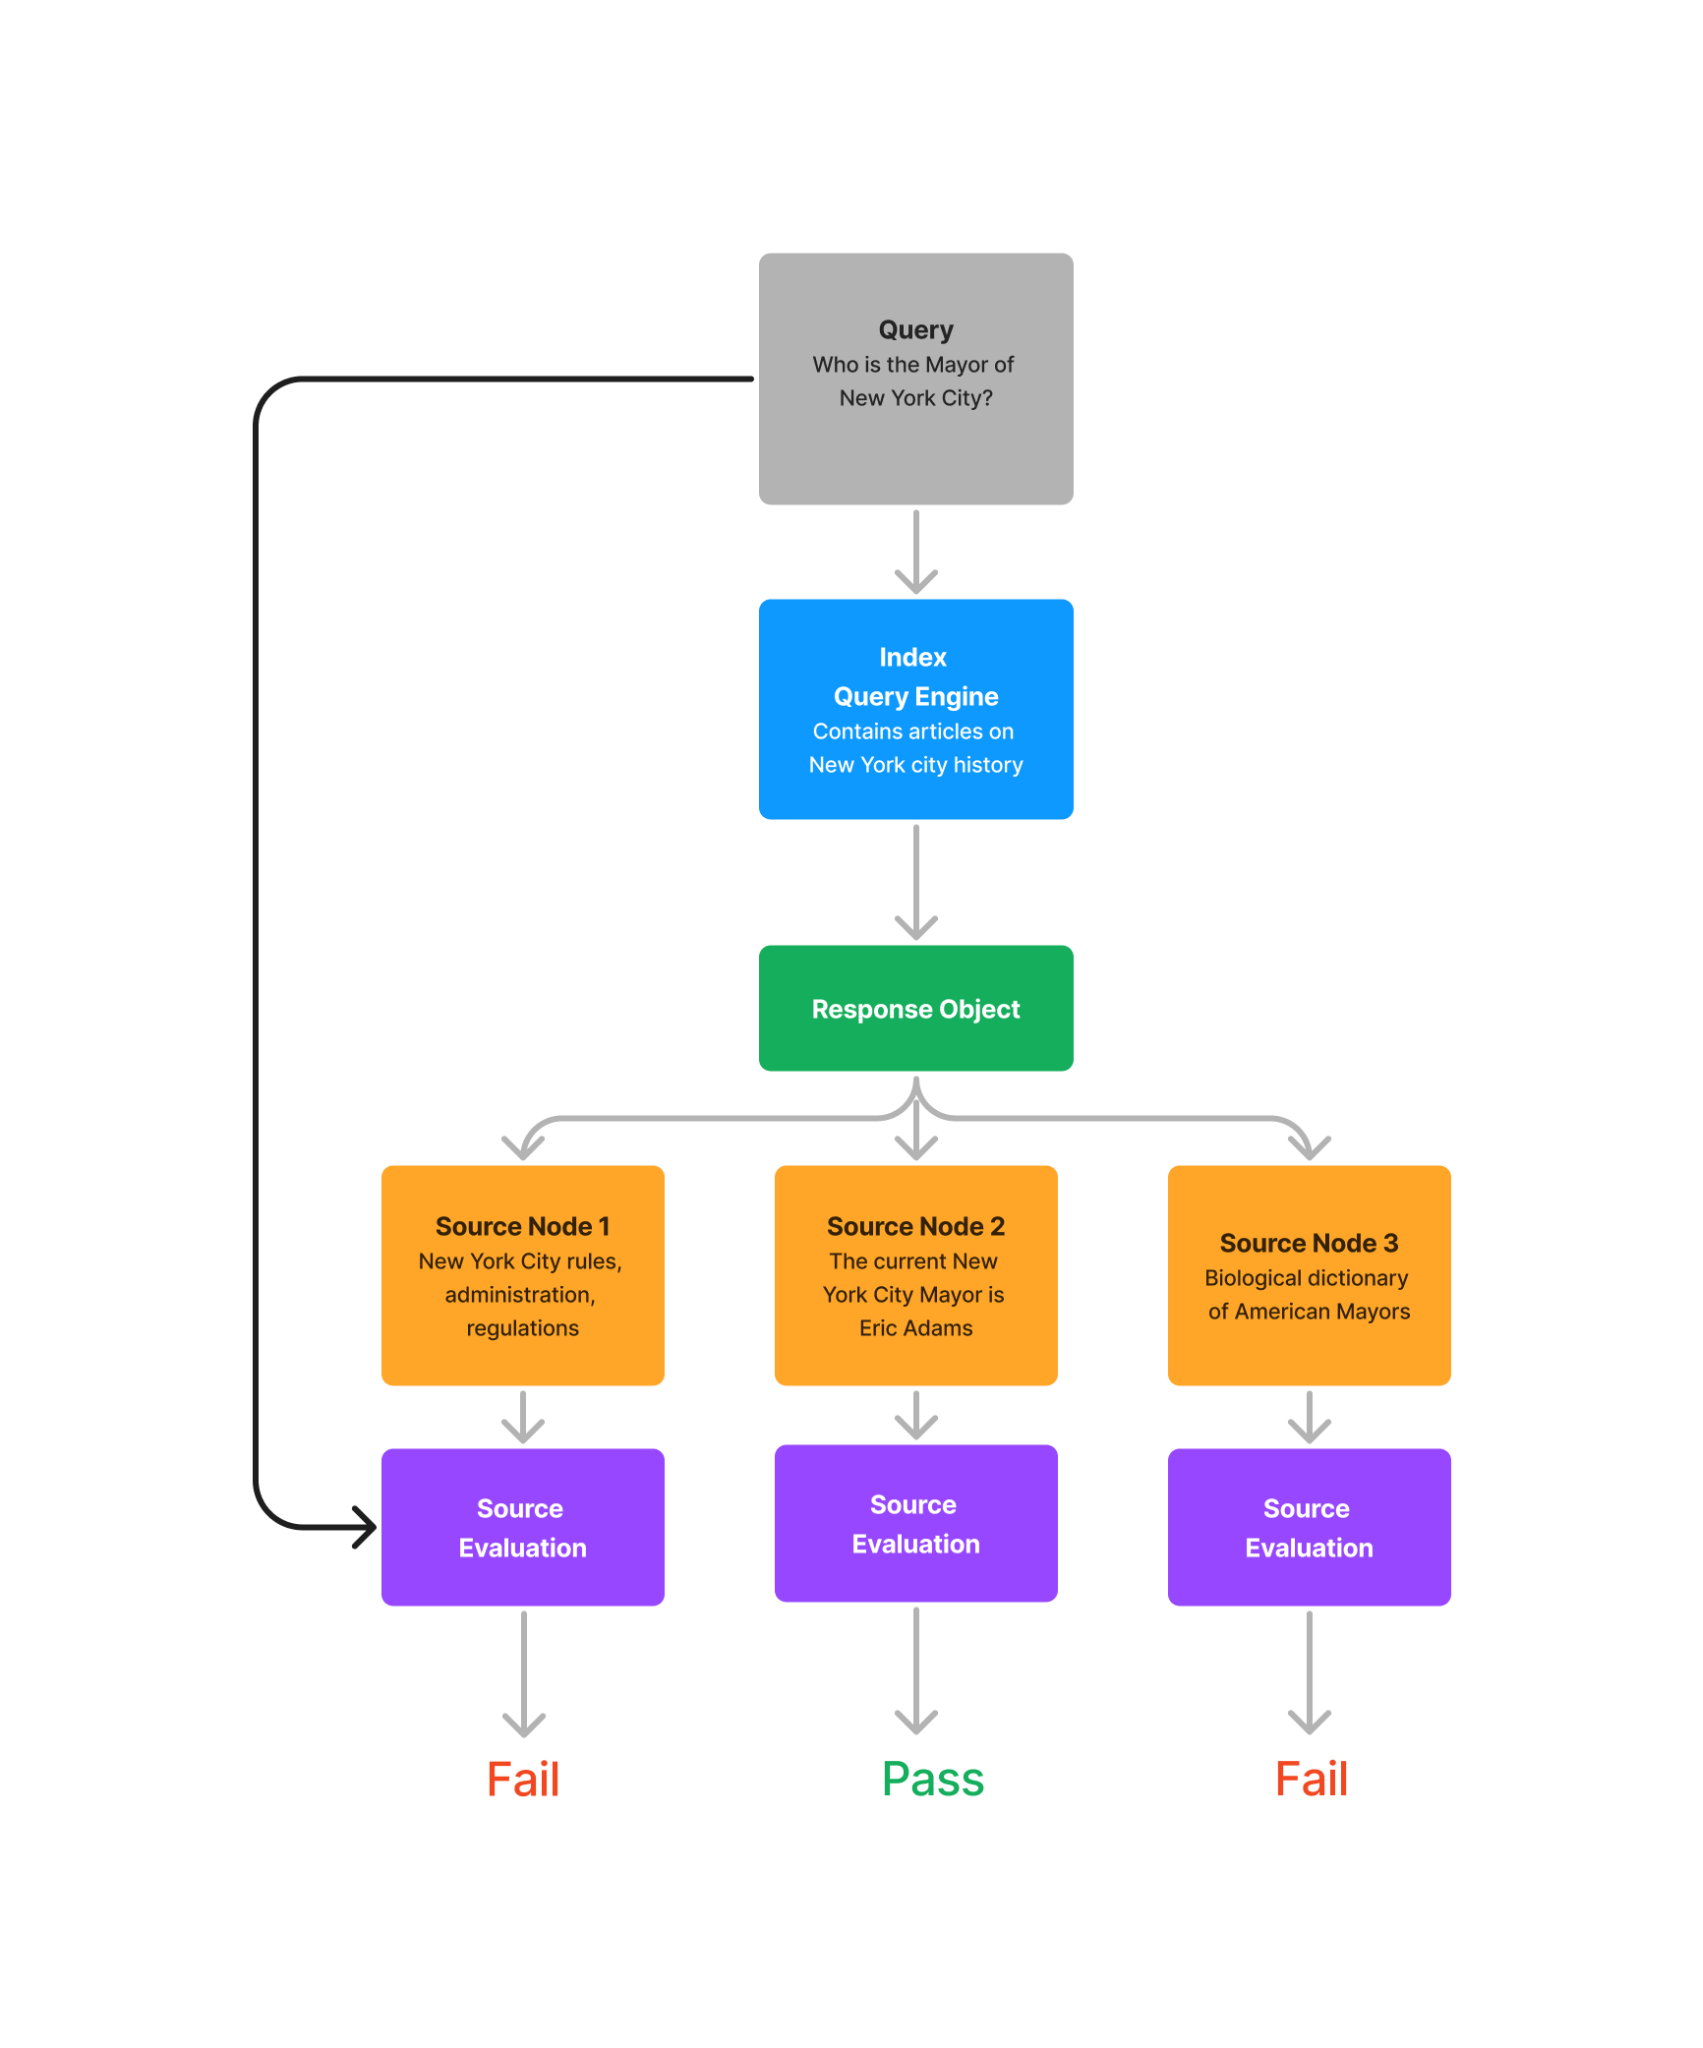 Query
Who is the Mayor of
New York City?
Index
Query Engine
Contains articles on
New York city history
Response Object
Source Node 1
New York City rules,
administration,
regulations
Source Node 2
The current New
York City Mayor is
Eric Adams
Source Node 3
Biological dictionary
of American Mayors
Source
Evaluation
Source
Evaluation
Source
Evaluation
Fail
Pass
Fail